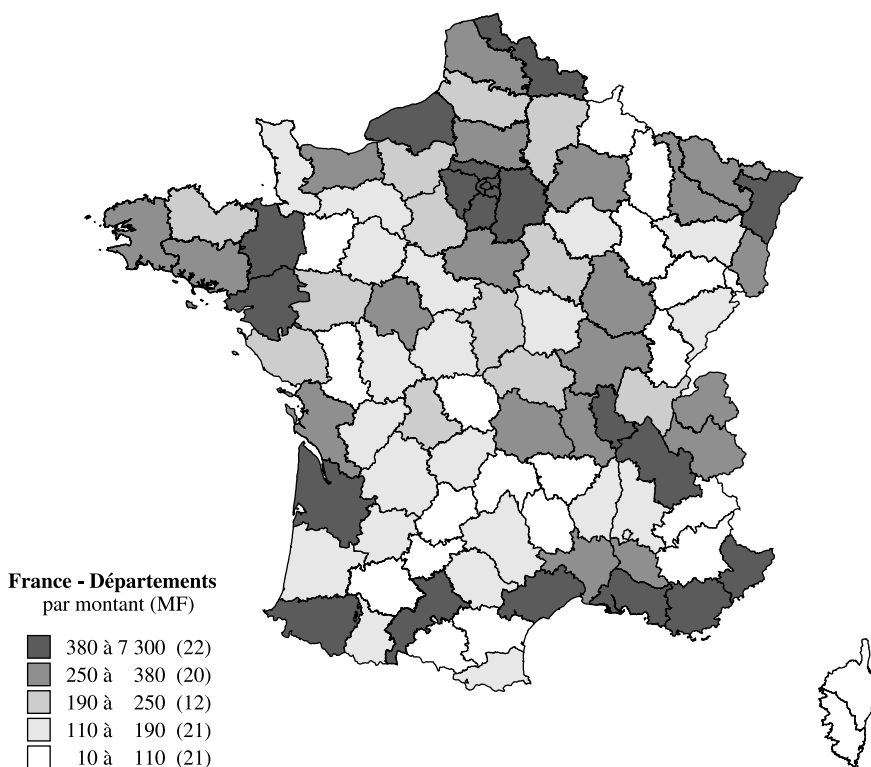 France - Départements
par montant (MF)
380 à 7 300 (22)
250 à 380 (20)
190 à 250 (12)
110 à 190 (21)
10 à 110 (21)